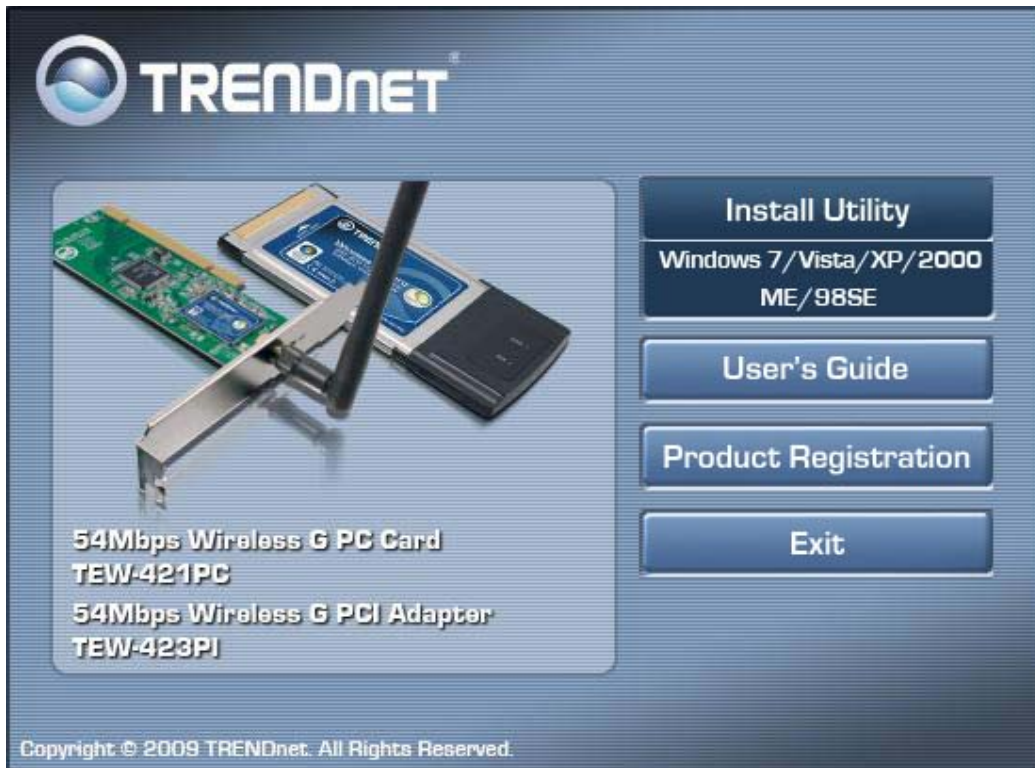 TRENDnet®
Install Utility
Windows 7/Vista/XP/2000
ME/98SE
User's Guide
Product Registration
Exit
54Mbps Wireless G PC Card
TEW-421PC
54Mbps Wireless G PCI Adapter
TEW-423PI
Copyright © 2009 TRENDnet. All Rights Reserved.